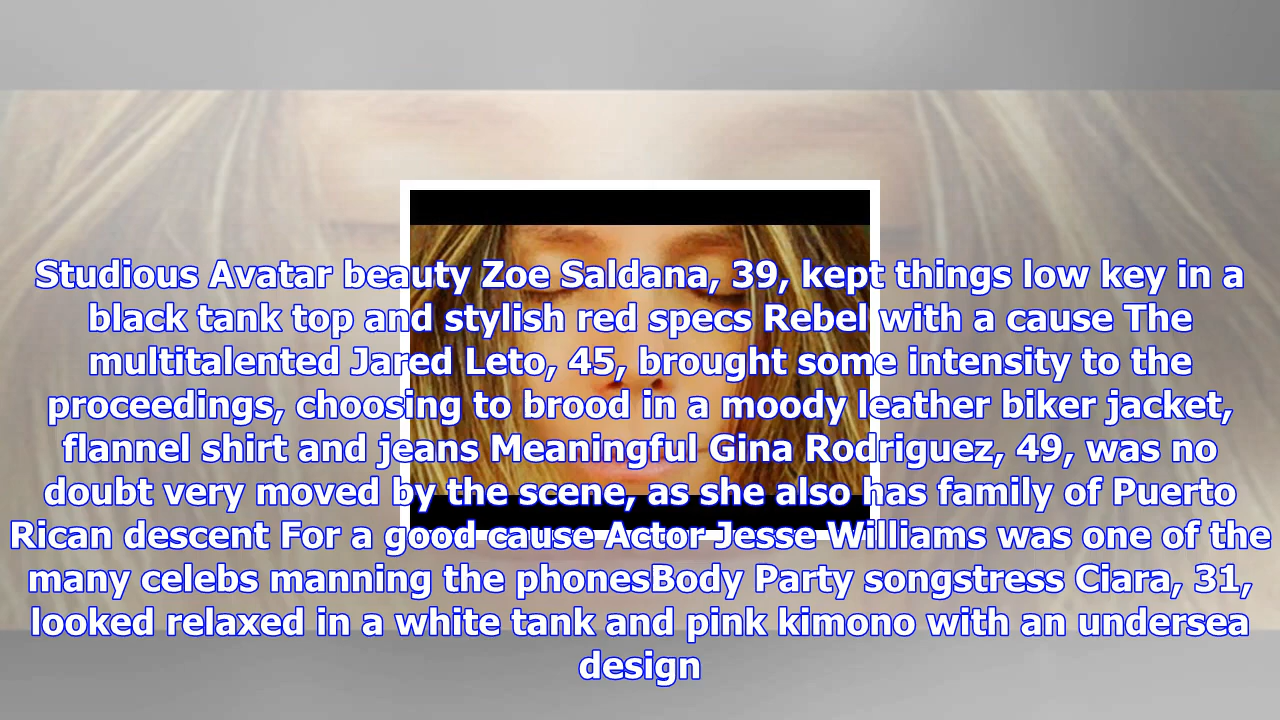 Studious Avatar beauty Zoe Saldana, 39, kept things low key in a
black tank top and stylish red specs Rebel with a cause The
multitalented Jared Leto, 45, brought some intensity to the
proceedings, choosing to brood in a moody leather biker jacket,
flannel shirt and jeans Meaningful Gina Rodriguez, 49, was no
doubt very moved by the scene, as she also has family of Puerto
Rican descent For a good cause Actor Jesse Williams was one of the
many celebs manning the phonesBody Party songstress Ciara, 31,
looked relaxed in a white tank and pink kimono with an undersea
design